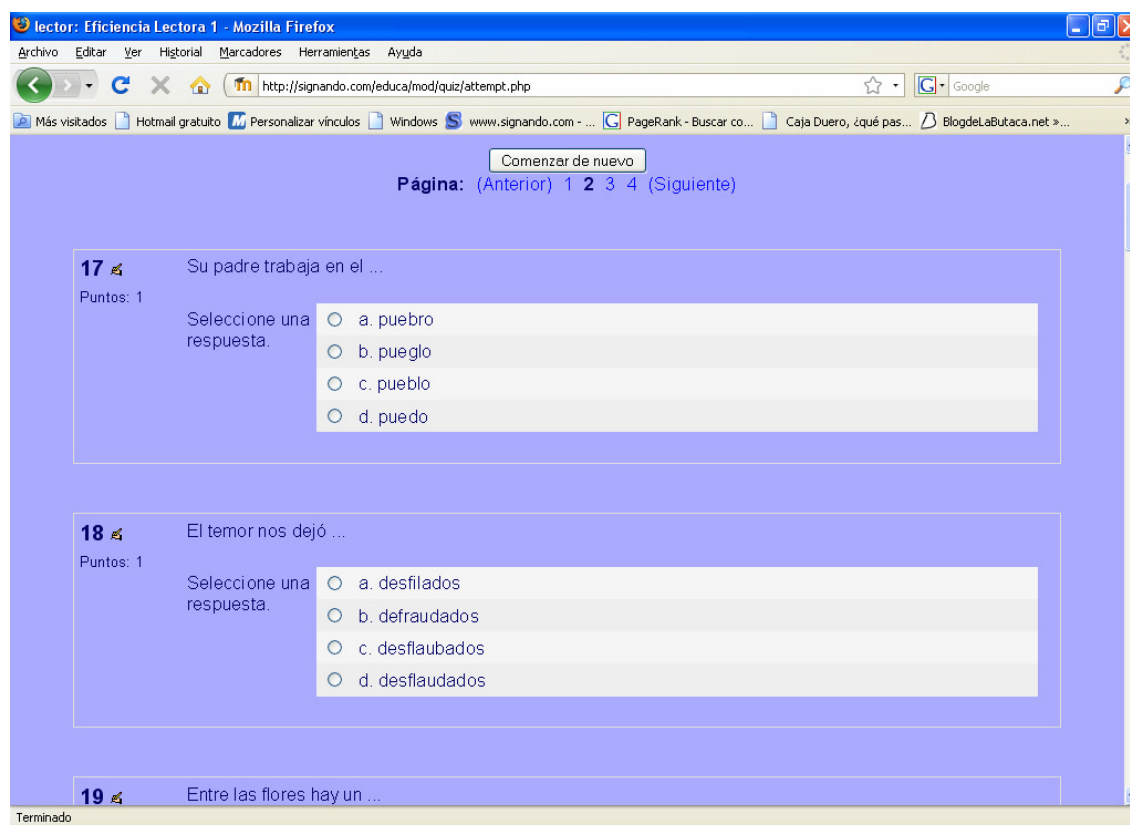 lector: Eficiencia Lectora 1 - Mozilla Firefox
Archivo Editar Ver Historial Marcadores Herramientas Ayuda
http://signando.com/educa/mod/quiz/attempt.php G Google
Más visitados Hotmail gratuito Personalizar vínculos Windows www.signando.com - ... PageRank - Buscar co... Caja Duero, ¿qué pas... BlogdeLaButaca.net »... »
Comenzar de nuevo
Página: (Anterior) 1 2 3 4 (Siguiente)
17 Su padre trabaja en el ...
Puntos: 1
Seleccione una respuesta.
a. puebro
b. pueglo
c. pueblo
d. puedo
18 El temor nos dejó ...
Puntos: 1
Seleccione una respuesta.
a. desfilados
b. defraudados
c. desflaubados
d. desflaudados
19 Entre las flores hay un ...
Terminado